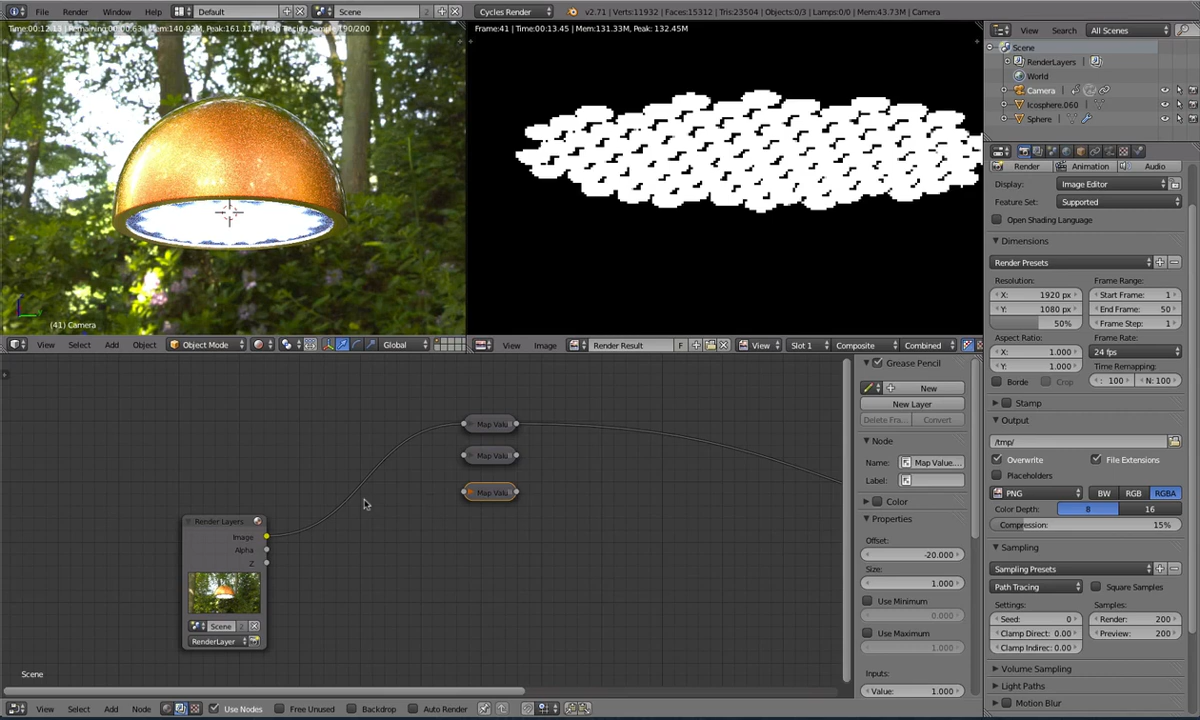 File Render Window Help Default Scene 2 Cycles Render v2.71 | Verts:11932 | Faces:15312 | Tris:23504 | Objects:0/3 | Lamps:0/0 | Mem:43.73M | Camera
Frame:41 | Time:00:13.45 | Mem:131.33M, Peak: 132.45M
(41) Camera
View Select Add Object Object Mode Global
View Image Render Result F View Slot 1 Composite Combined
Map Valu
Map Valu
Map Valu
Render Layers
Image
Alpha
Z
Scene 2
RenderLayer
Scene
View Select Add Node Use Nodes Free Unused Backdrop Auto Render
Grease Pencil
New
New Layer
Delete Fra... Convert
Node
Name: Map Value....
Label:
Color
Properties
Offset:
-20.000
Size:
1.000
Use Minimum
0.000
Use Maximum
1.000
Inputs:
Value: 1.000
View Search All Scenes
Scene
RenderLayers
World
Camera
Icosphere.060
Sphere
Render Animation Audio
Display: Image Editor
Feature Set: Supported
Open Shading Language
Dimensions
Render Presets
Resolution: Frame Range:
X: 1920 px Start Frame: 1
Y: 1080 px End Frame: 50
50% Frame Step: 1
Aspect Ratio: Frame Rate:
X: 1.000 24 fps
Y: 1.000 Time Remapping:
Borde Crop : 100 N: 100
Stamp
Output
/tmp/
Overwrite File Extensions
Placeholders
PNG BW RGB RGBA
Color Depth: 8 16
Compression: 15%
Sampling
Sampling Presets
Path Tracing Square Samples
Settings: Samples:
Seed: 0 Render: 200
Clamp Direct: 0.00 Preview: 200
Clamp Indirec: 0.00
Volume Sampling
Light Paths
Motion Blur